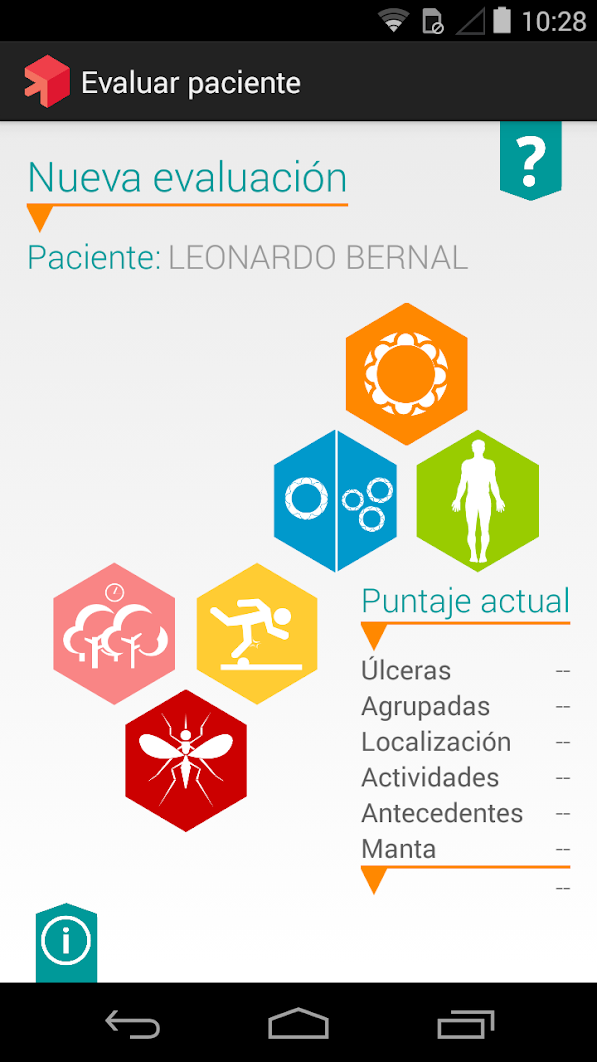 10:28
Evaluar paciente
?
Nueva evaluación
Paciente: LEONARDO BERNAL
Puntaje actual
Úlceras --
Agrupadas --
Localización --
Actividades --
Antecedentes --
Manta --
--
i